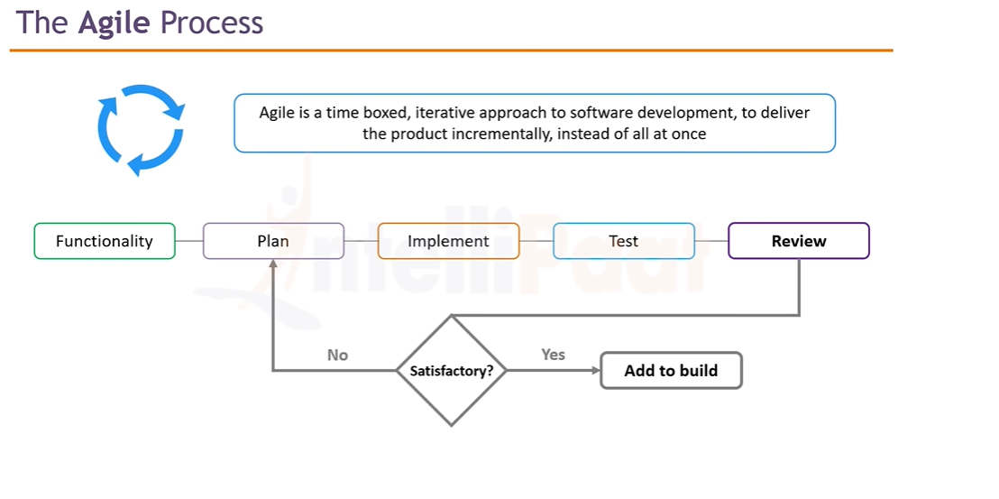 The Agile Process
Agile is a time boxed, iterative approach to software development, to deliver
the product incrementally, instead of all at once
Functionality
Plan
Implement
Test
Review
intelliPaat
No
Satisfactory?
Yes
Add to build